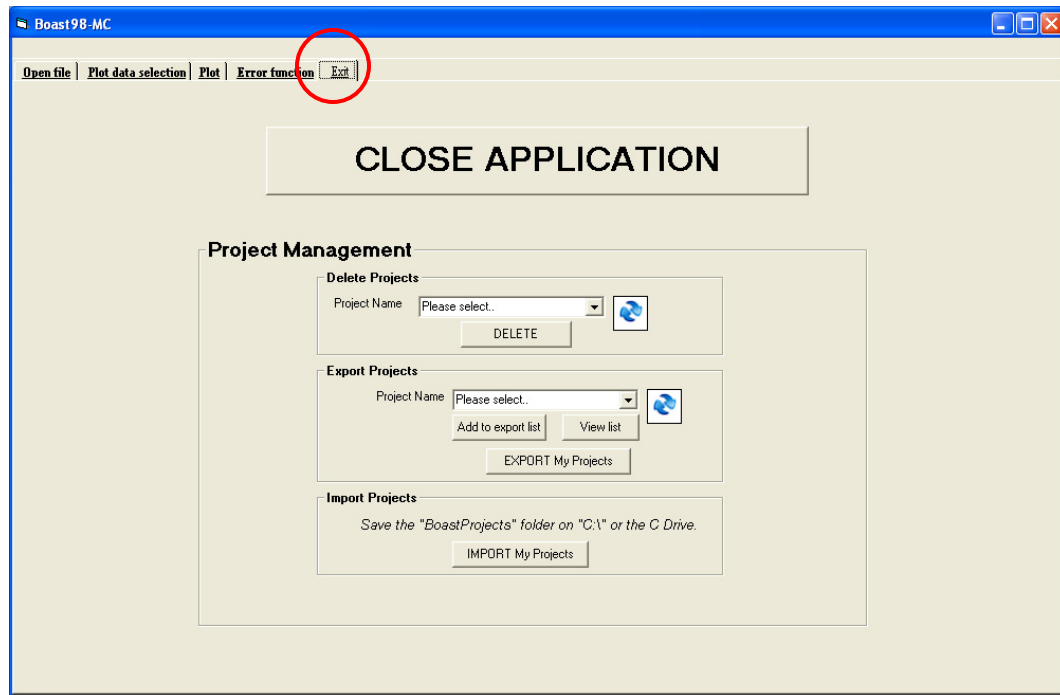 Boast98-MC
Open file Plot data selection Plot Error function Exit
CLOSE APPLICATION
Project Management
Delete Projects
Project Name Please select..
DELETE
Export Projects
Project Name Please select..
Add to export list View list
EXPORT My Projects
Import Projects
Save the "BoastProjects" folder on "C:\" or the C Drive.
IMPORT My Projects